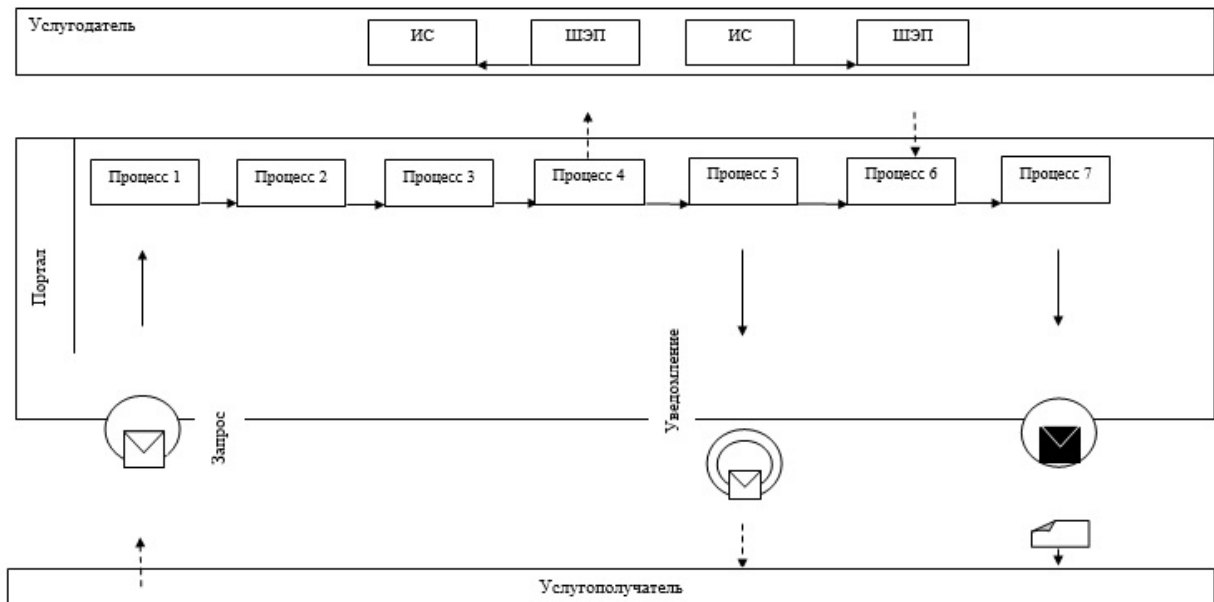 Услугодатель
ИС
ШЭП
ИС
ШЭП
Портал
Процесс 1
Процесс 2
Процесс 3
Процесс 4
Процесс 5
Процесс 6
Процесс 7
Запрос
Уведомление
Услугополучатель